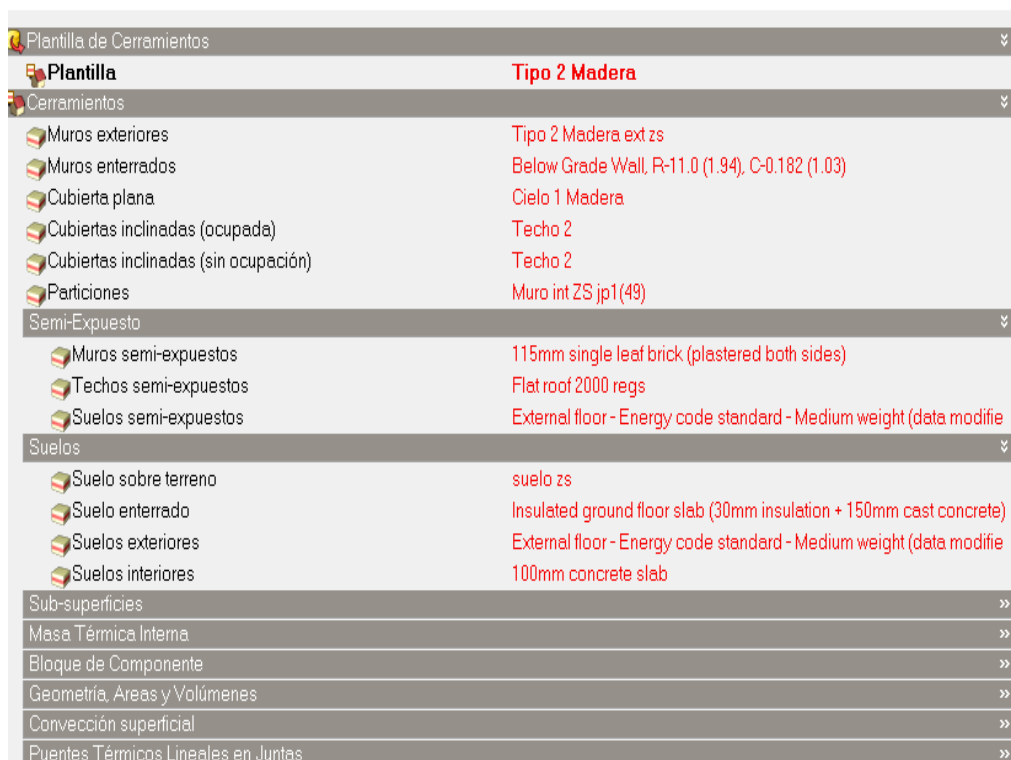 Plantilla de Cerramientos
Plantilla Tipo 2 Madera
Cerramientos
Muros exteriores Tipo 2 Madera ext zs
Muros enterrados Below Grade Wall, R-11.0 (1.94), C-0.182 (1.03)
Cubierta plana Cielo 1 Madera
Cubiertas inclinadas (ocupada) Techo 2
Cubiertas inclinadas (sin ocupación) Techo 2
Particiones Muro int ZS jp1(49)
Semi-Expuesto
Muros semi-expuestos 115mm single leaf brick (plastered both sides)
Techos semi-expuestos Flat roof 2000 regs
Suelos semi-expuestos External floor - Energy code standard - Medium weight (data modifie
Suelos
Suelo sobre terreno suelo zs
Suelo enterrado Insulated ground floor slab (30mm insulation + 150mm cast concrete)
Suelos exteriores External floor - Energy code standard - Medium weight (data modifie
Suelos interiores 100mm concrete slab
Sub-superficies
Masa Térmica Interna
Bloque de Componente
Geometría, Areas y Volúmenes
Convección superficial
Puentes Térmicos Lineales en Juntas